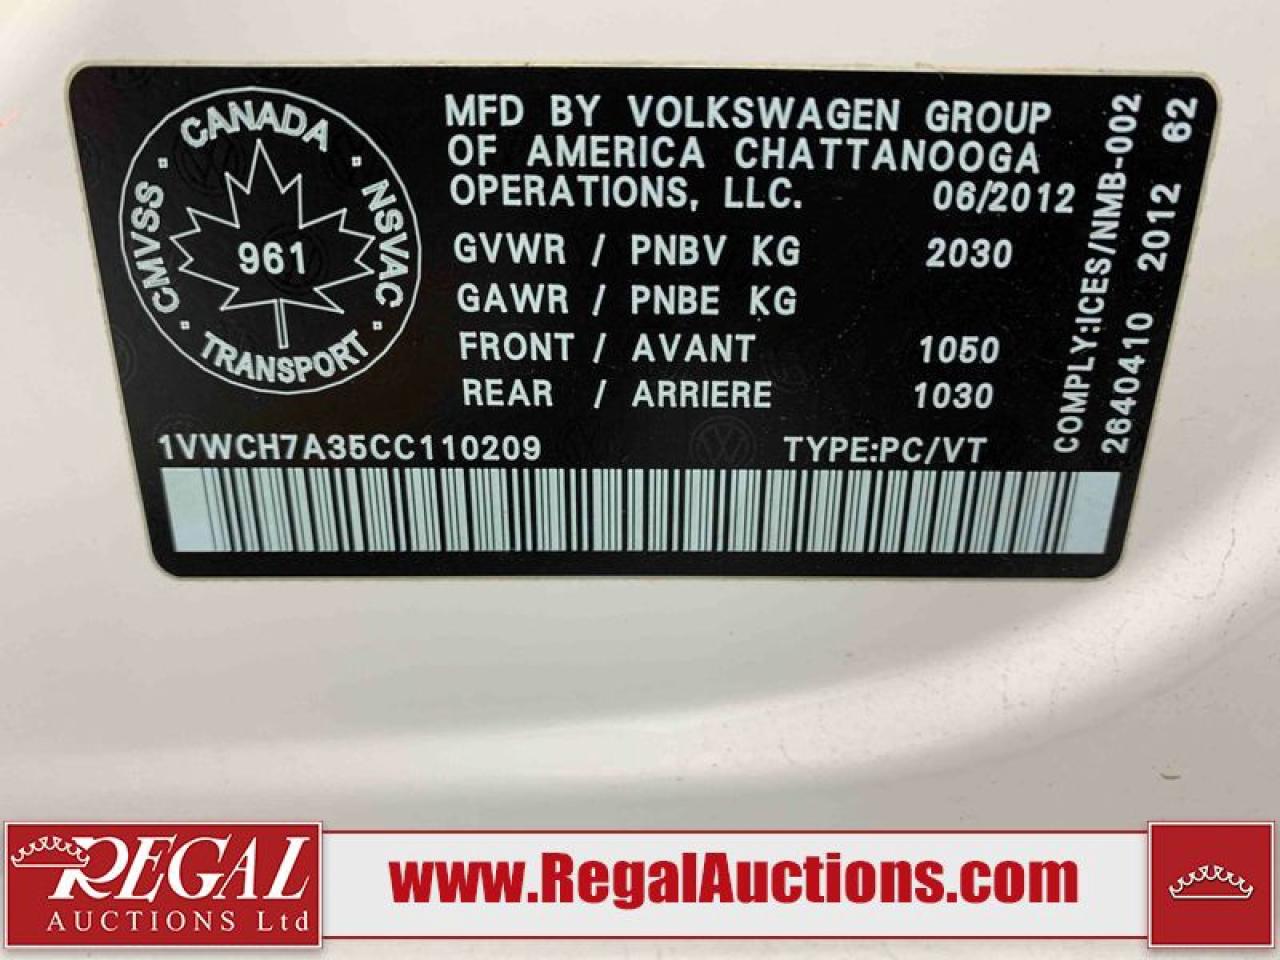 CANADA
CMVSS
NSVAC
961
TRANSPORT
MFD BY VOLKSWAGEN GROUP
OF AMERICA CHATTANOOGA
OPERATIONS, LLC. 06/2012
GVWR / PNBV KG 2030
GAWR / PNBE KG
FRONT / AVANT 1050
REAR / ARRIERE 1030
1VWCH7A35CC110209 TYPE:PC/VT
COMPLY:ICES/NMB-002
2640410 2012 62
REGAL
AUCTIONS Ltd
www.RegalAuctions.com